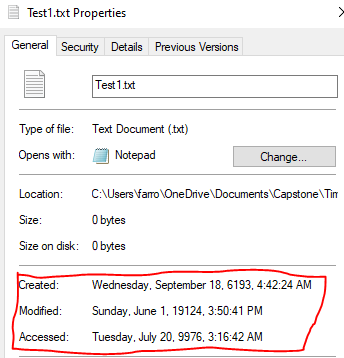 Test1.txt Properties
General Security Details Previous Versions
Test1.txt
Type of file: Text Document (.txt)
Opens with: Notepad Change...
Location: C:\Users\farro\OneDrive\Documents\Capstone\Tim
Size: 0 bytes
Size on disk: 0 bytes
Created: Wednesday, September 18, 6193, 4:42:24 AM
Modified: Sunday, June 1, 19124, 3:50:41 PM
Accessed: Tuesday, July 20, 9976, 3:16:42 AM